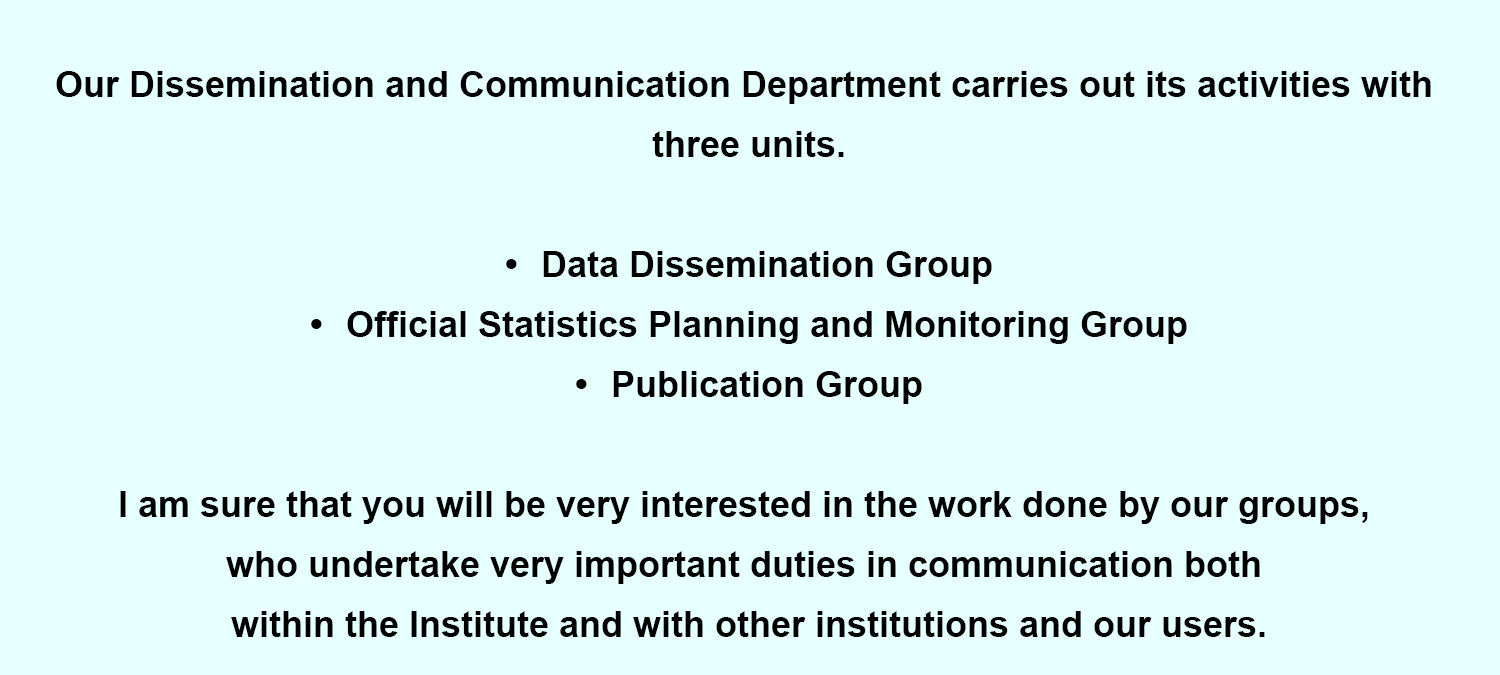 Our Dissemination and Communication Department carries out its activities with
three units.
• Data Dissemination Group
• Official Statistics Planning and Monitoring Group
• Publication Group
I am sure that you will be very interested in the work done by our groups,
who undertake very important duties in communication both
within the Institute and with other institutions and our users.